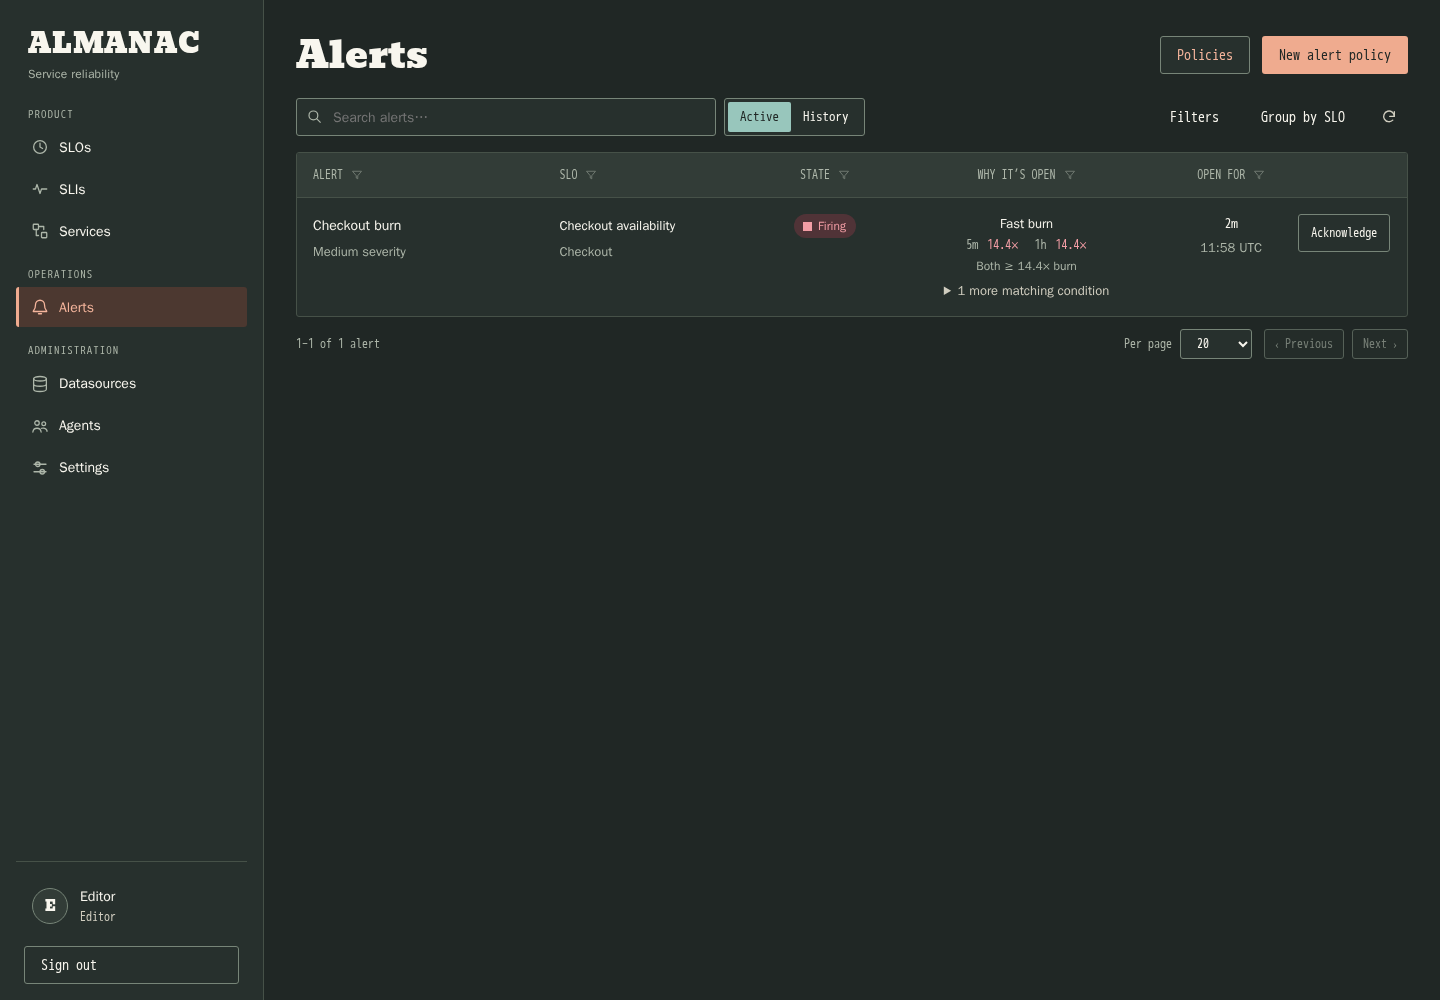 ALMANAC
Service reliability
PRODUCT
SLOs
SLIs
Services
OPERATIONS
Alerts
ADMINISTRATION
Datasources
Agents
Settings
E
Editor
Editor
Sign out
Alerts
Policies
New alert policy
Search alerts…
Active
History
Filters
Group by SLO
ALERT
SLO
STATE
WHY IT'S OPEN
OPEN FOR
Checkout burn
Medium severity
Checkout availability
Checkout
Firing
Fast burn
5m 14.4× 1h 14.4×
Both ≥ 14.4× burn
▶ 1 more matching condition
2m
11:58 UTC
Acknowledge
1–1 of 1 alert
Per page
20
‹ Previous
Next ›